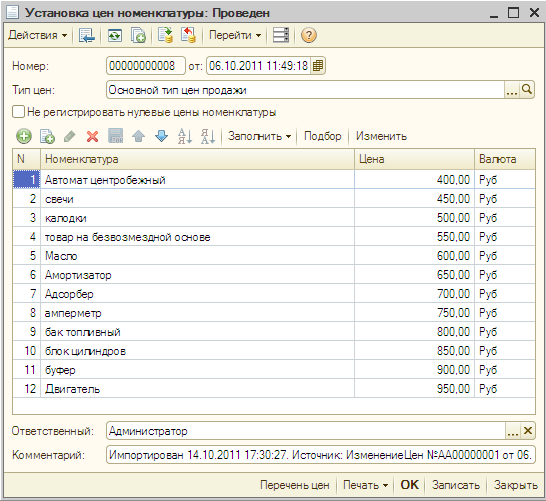 Установка цен номенклатуры: Проведен
Действия Перейти ?
Номер: 00000000008 от: 06.10.2011 11:49:18
Тип цен: Основной тип цен продажи ...
Не регистрировать нулевые цены номенклатуры
Заполнить Подбор Изменить
N Номенклатура Цена Валюта
1 Автомат центробежный 400,00 Руб
2 свечи 450,00 Руб
3 калодки 500,00 Руб
4 товар на безвозмездной основе 550,00 Руб
5 Масло 600,00 Руб
6 Амортизатор 650,00 Руб
7 Адсорбер 700,00 Руб
8 амперметр 750,00 Руб
9 бак топливный 800,00 Руб
10 блок цилиндров 850,00 Руб
11 буфер 900,00 Руб
12 Двигатель 950,00 Руб
Ответственный: Администратор ...
Комментарий: Импортирован 14.10.2011 17:30:27. Источник: ИзменениеЦен №АА00000001 от 06.
Перечень цен Печать OK Записать Закрыть